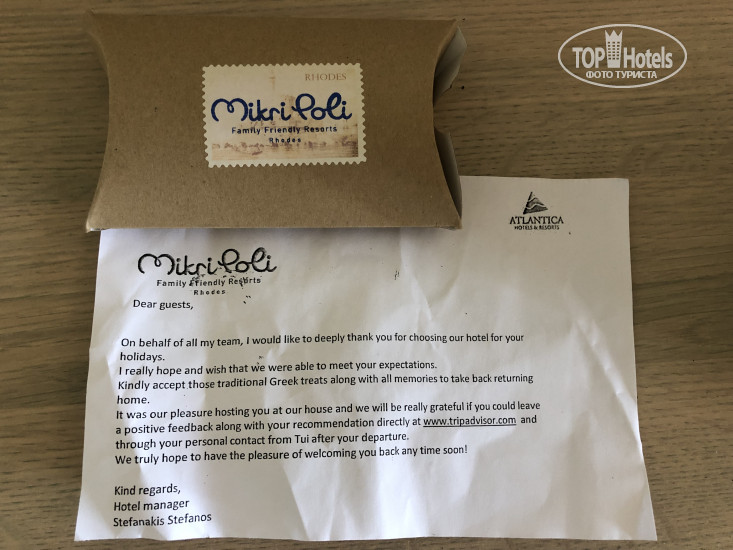 TOP Hotels
ФОТО ТУРИСТА
RHODES
Mikri Poli
Family Friendly Resorts
Rhodes
ATLANTICA
HOTELS & RESORTS
Mikri Poli
Family Friendly Resorts
Rhodes
Dear guests,
On behalf of all my team, I would like to deeply thank you for choosing our hotel for your
holidays.
I really hope and wish that we were able to meet your expectations.
Kindly accept those traditional Greek treats along with all memories to take back returning
home.
It was our pleasure hosting you at our house and we will be really grateful if you could leave
a positive feedback along with your recommendation directly at www.tripadvisor.com and
through your personal contact from Tui after your departure.
We truly hope to have the pleasure of welcoming you back any time soon!
Kind regards,
Hotel manager
Stefanakis Stefanos